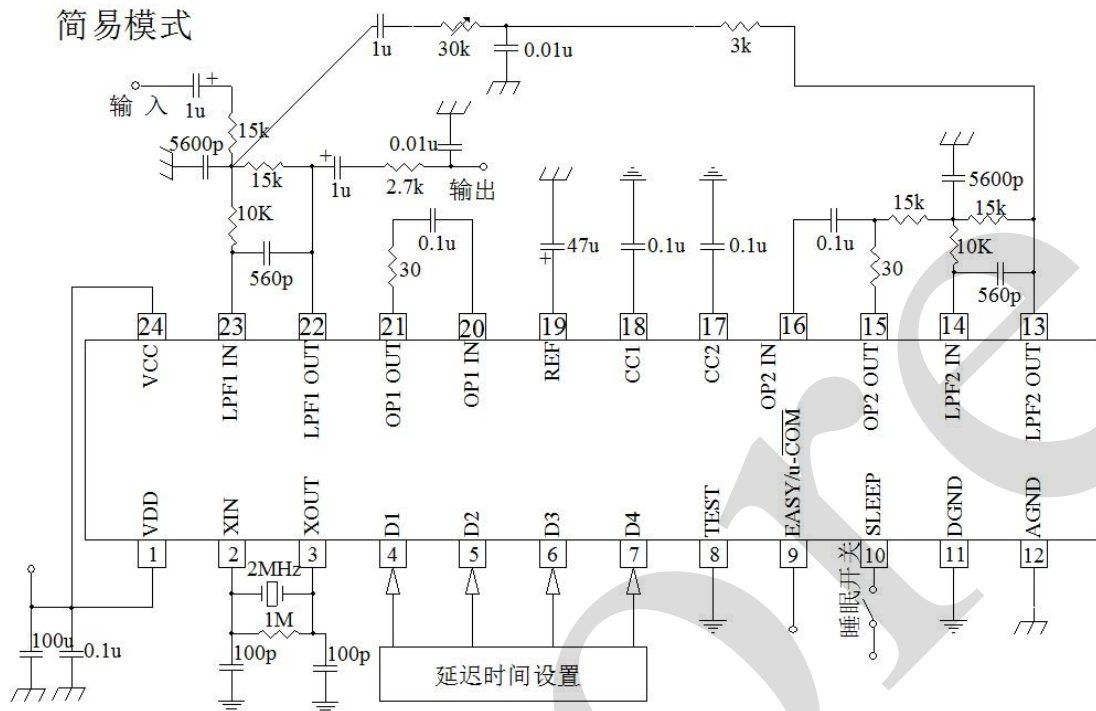 简易模式
1u 30k 0.01u 3k
输 入 1u 15k
5600p 15k 0.01u
1u 2.7k 输出
10K 560p
30 0.1u
47u 0.1u 0.1u
0.1u 15k 5600p 15k
30 10K 560p
24 23 22 21 20 19 18 17 16 15 14 13
VCC LPF1 IN LPF1 OUT OP1 OUT OP1 IN REF CC1 CC2 OP2 IN OP2 OUT LPF2 IN LPF2 OUT
VDD XIN XOUT D1 D2 D3 D4 TEST EASY/u-COM SLEEP DGND AGND
1 2 3 4 5 6 7 8 9 10 11 12
2MHz
1M
100u 0.1u 100p 100p
延迟时间设置
睡眠开关
ore